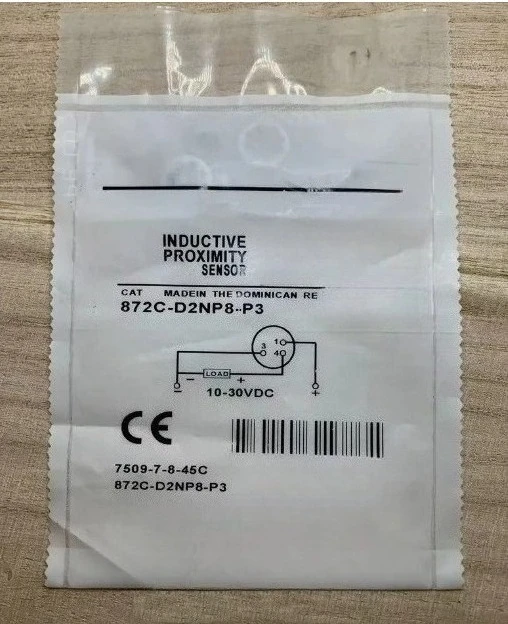 INDUCTIVE
PROXIMITY
SENSOR
CAT MADEIN THE DOMINICAN RE
872C-D2NP8-P3
1
3
4
LOAD
- +
- 10-30VDC +
CE
7509-7-8-45C
872C-D2NP8-P3